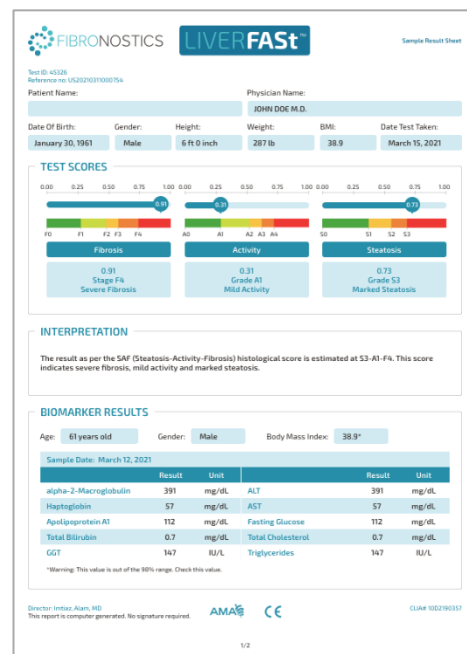 FIBRONOSTICS LIVERFASt™ Sample Result Sheet
Test ID: 45326
Reference no: US20210311000754
Patient Name: Physician Name:
JOHN DOE M.D.
Date Of Birth: Gender: Height: Weight: BMI: Date Test Taken:
January 30, 1961 Male 6 ft 0 inch 287 lb 38.9 March 15, 2021
TEST SCORES
0.00 0.25 0.50 0.75 1.00 0.00 0.25 0.50 0.75 1.00 0.00 0.25 0.50 0.75 1.00
0.91 0.31 0.73
F0 F1 F2 F3 F4 A0 A1 A2 A3 A4 S0 S1 S2 S3
Fibrosis Activity Steatosis
0.91 0.31 0.73
Stage F4 Grade A1 Grade S3
Severe Fibrosis Mild Activity Marked Steatosis
INTERPRETATION
The result as per the SAF (Steatosis-Activity-Fibrosis) histological score is estimated at S3-A1-F4. This score
indicates severe fibrosis, mild activity and marked steatosis.
BIOMARKER RESULTS
Age: 61 years old Gender: Male Body Mass Index: 38.9*
Sample Date: March 12, 2021
Result Unit Result Unit
alpha-2-Macroglobulin 391 mg/dL ALT 391 mg/dL
Haptoglobin 57 mg/dL AST 57 mg/dL
Apolipoprotein A1 112 mg/dL Fasting Glucose 112 mg/dL
Total Bilirubin 0.7 mg/dL Total Cholesterol 0.7 mg/dL
GGT 147 IU/L Triglycerides 147 IU/L
*Warning: This value is out of the 98% range. Check this value.
Director: Imtiaz Alam, MD
This report is computer generated. No signature required. AMA CE CLIA# 10D2190357
1/2